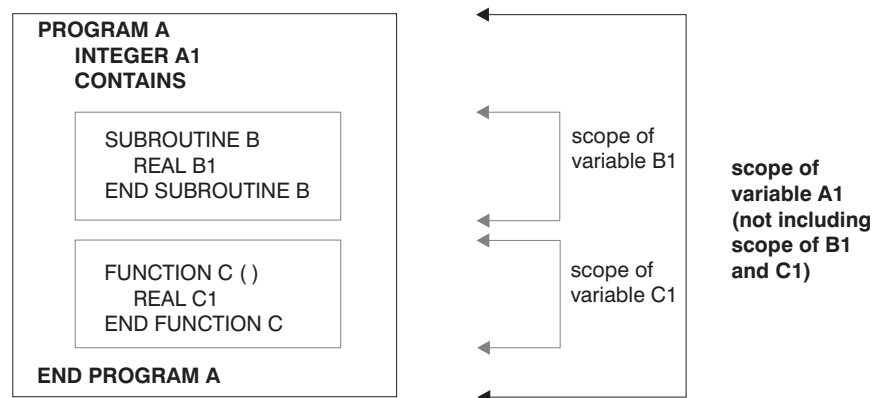 PROGRAM A
INTEGER A1
CONTAINS
SUBROUTINE B
REAL B1
END SUBROUTINE B
FUNCTION C ( )
REAL C1
END FUNCTION C
END PROGRAM A
scope of
variable B1
scope of
variable C1
scope of
variable A1
(not including
scope of B1
and C1)